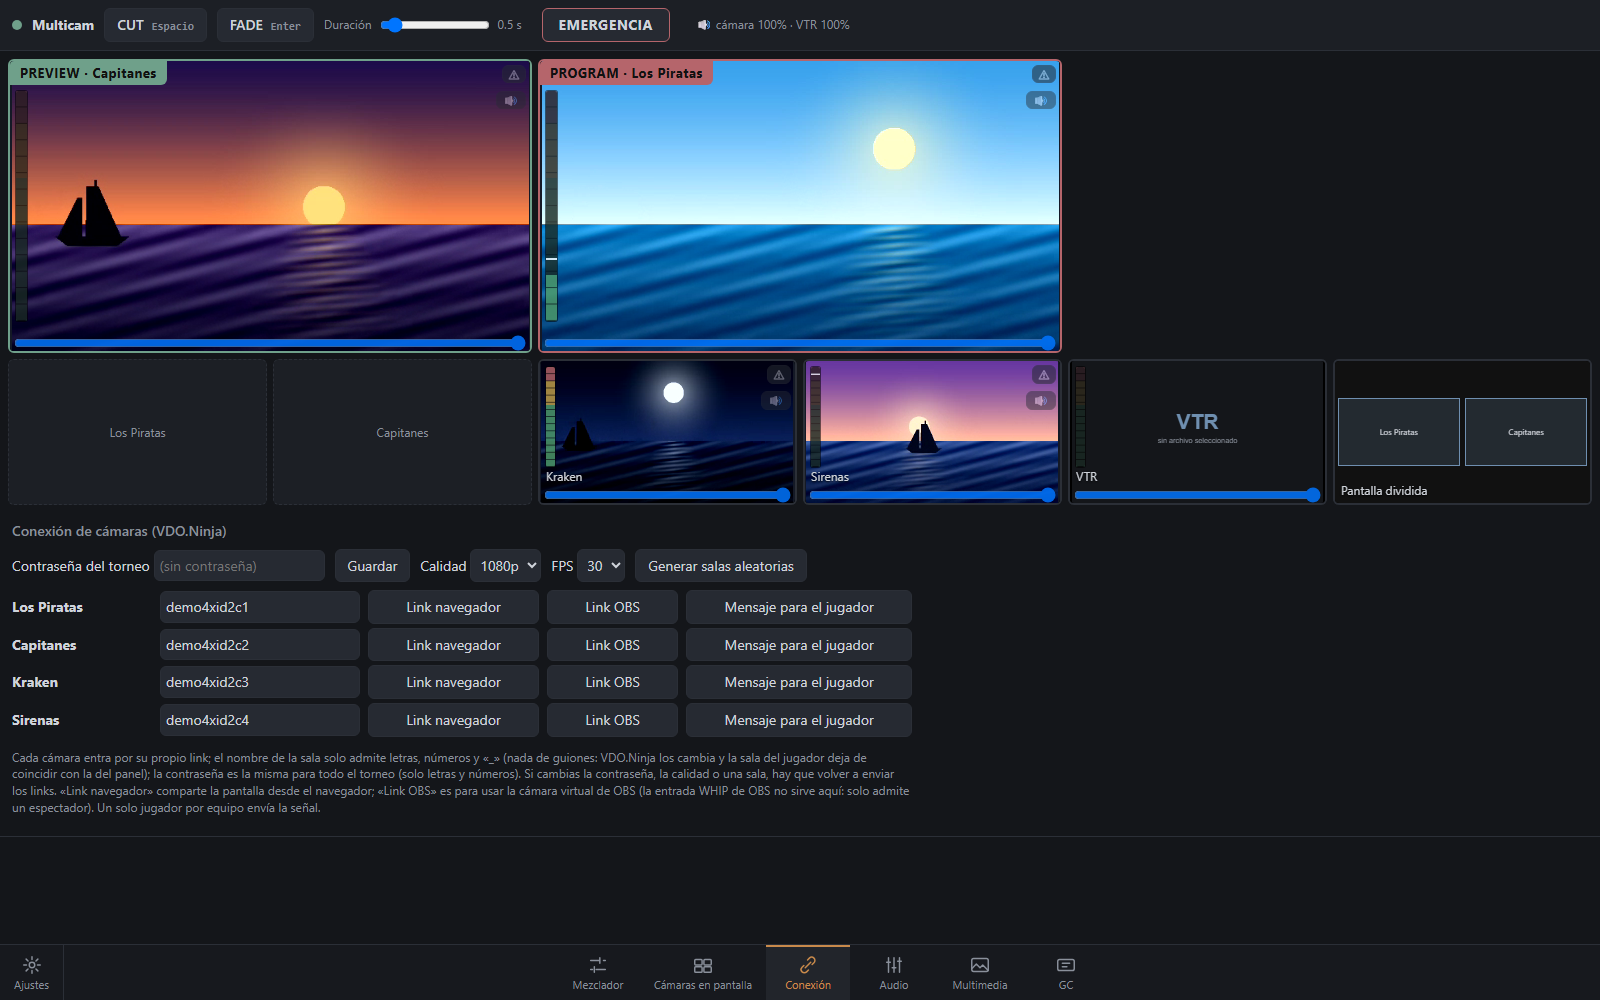 Multicam
CUT Espacio
FADE Enter
Duración
0.5 s
EMERGENCIA
cámara 100% · VTR 100%
PREVIEW · Capitanes
PROGRAM · Los Piratas
Los Piratas
Capitanes
Kraken
Sirenas
VTR
sin archivo seleccionado
VTR
Los Piratas
Capitanes
Pantalla dividida
Conexión de cámaras (VDO.Ninja)
Contraseña del torneo (sin contraseña) Guardar Calidad 1080p FPS 30 Generar salas aleatorias
Los Piratas demo4xid2c1 Link navegador Link OBS Mensaje para el jugador
Capitanes demo4xid2c2 Link navegador Link OBS Mensaje para el jugador
Kraken demo4xid2c3 Link navegador Link OBS Mensaje para el jugador
Sirenas demo4xid2c4 Link navegador Link OBS Mensaje para el jugador
Cada cámara entra por su propio link; el nombre de la sala solo admite letras, números y «_» (nada de guiones: VDO.Ninja los cambia y la sala del jugador deja de
coincidir con la del panel); la contraseña es la misma para todo el torneo (solo letras y números). Si cambias la contraseña, la calidad o una sala, hay que volver a enviar
los links. «Link navegador» comparte la pantalla desde el navegador; «Link OBS» es para usar la cámara virtual de OBS (la entrada WHIP de OBS no sirve aquí: solo admite
un espectador). Un solo jugador por equipo envía la señal.
Ajustes
Mezclador
Cámaras en pantalla
Conexión
Audio
Multimedia
GC